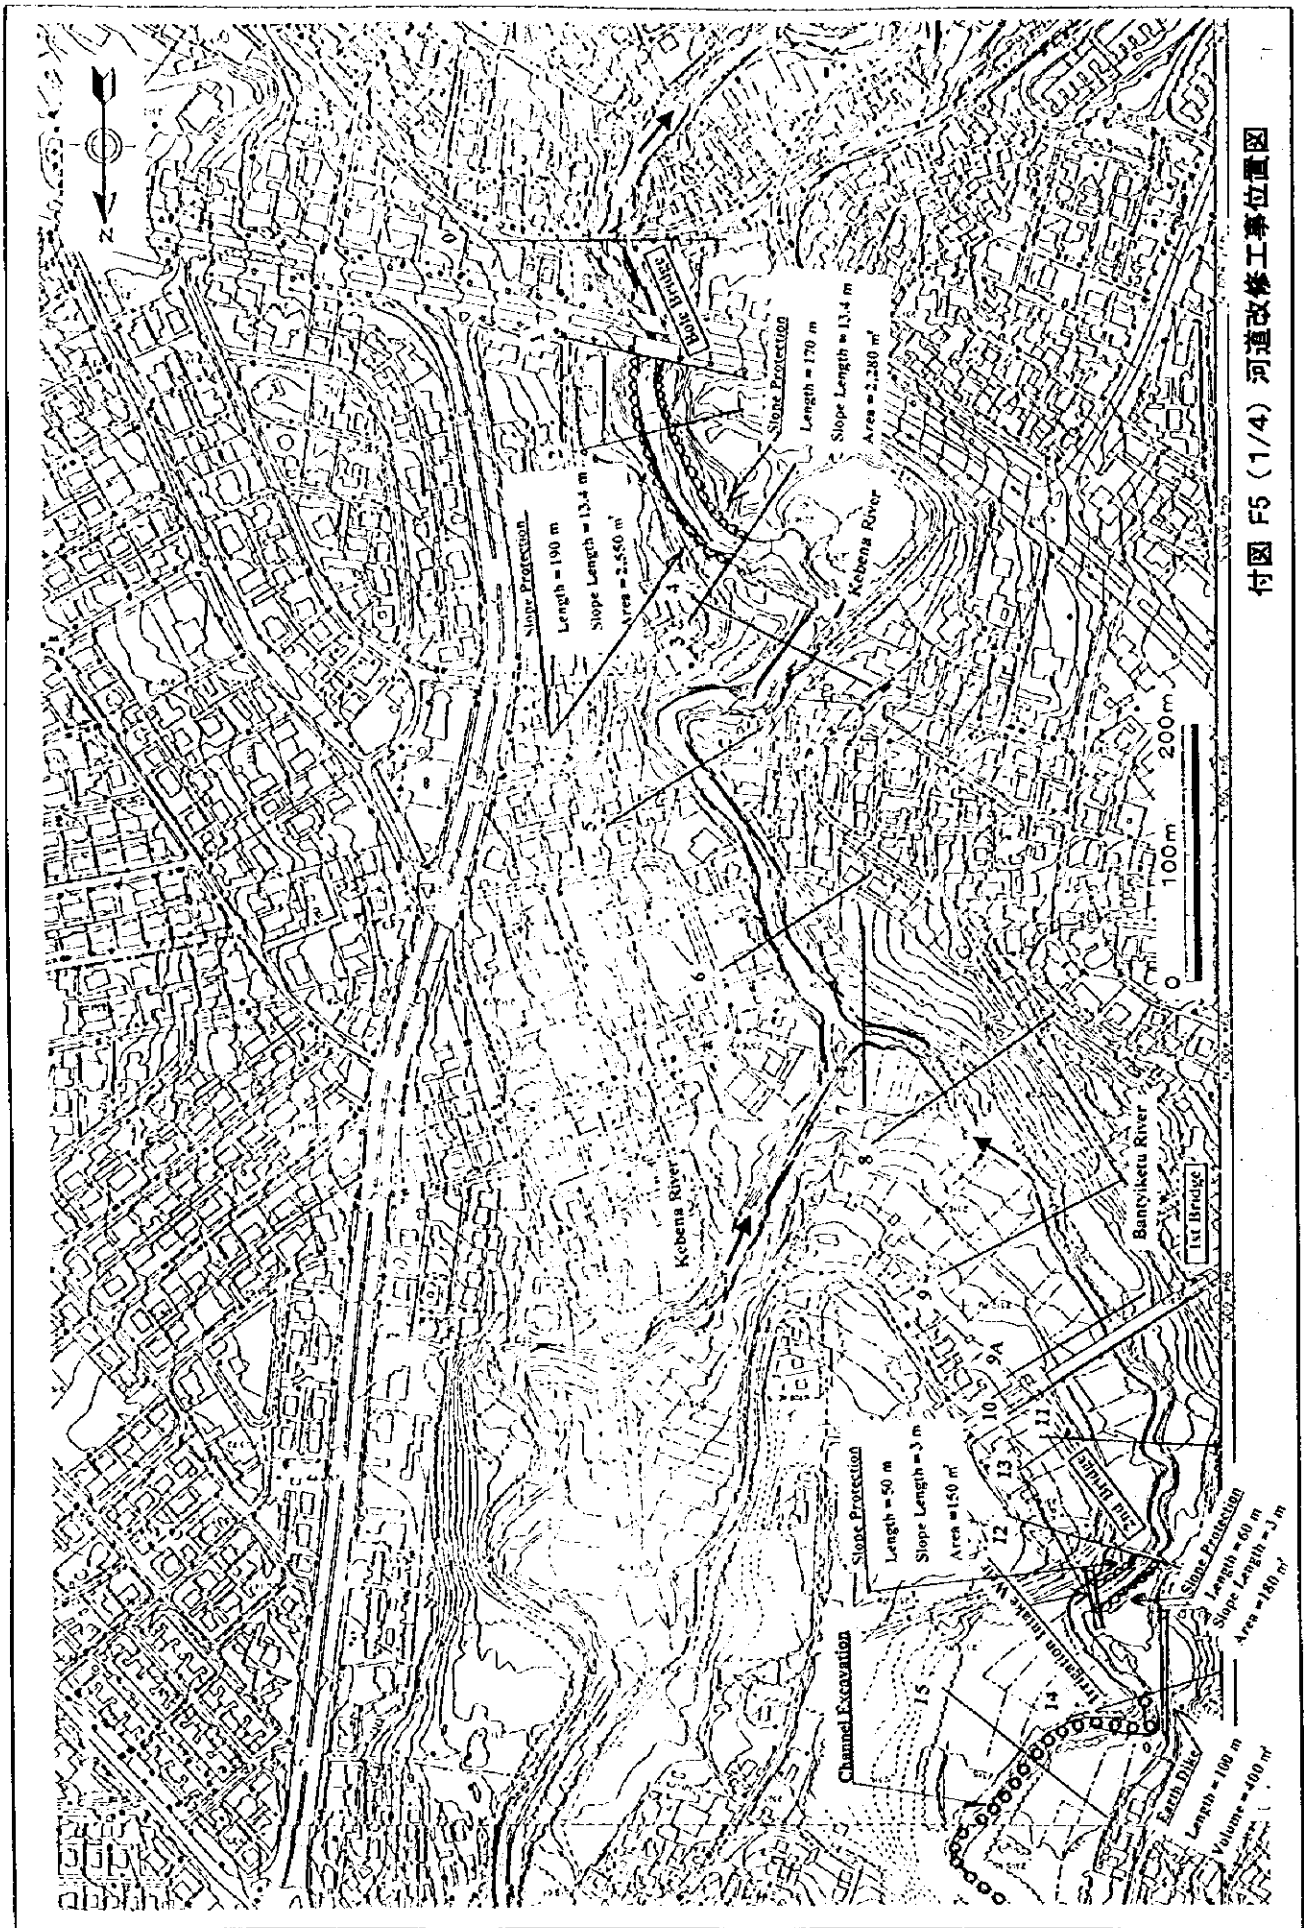 付図 F5 (1/4) 河道改修工事位置図
N
Bole Bridge
Slope Protection
Length = 170 m
Slope Length = 13.4 m
Area = 2,280 m²
Slope Protection
Length = 190 m
Slope Length = 13.4 m
Area = 2,550 m²
Kebena River
3
4
5
6
7
8
9
9A
10
11
12
13
14
15
Kebena River
Bantyiketu River
1st Bridge
2nd Bridge
Slope Protection
Length = 50 m
Slope Length = 3 m
Area = 150 m²
Irrigation Intake Weir
Channel Excavation
Slope Protection
Length = 60 m
Slope Length = 3 m
Area = 180 m²
Earth Dike
Length = 100 m
Volume = 400 m³
0 100m 200m